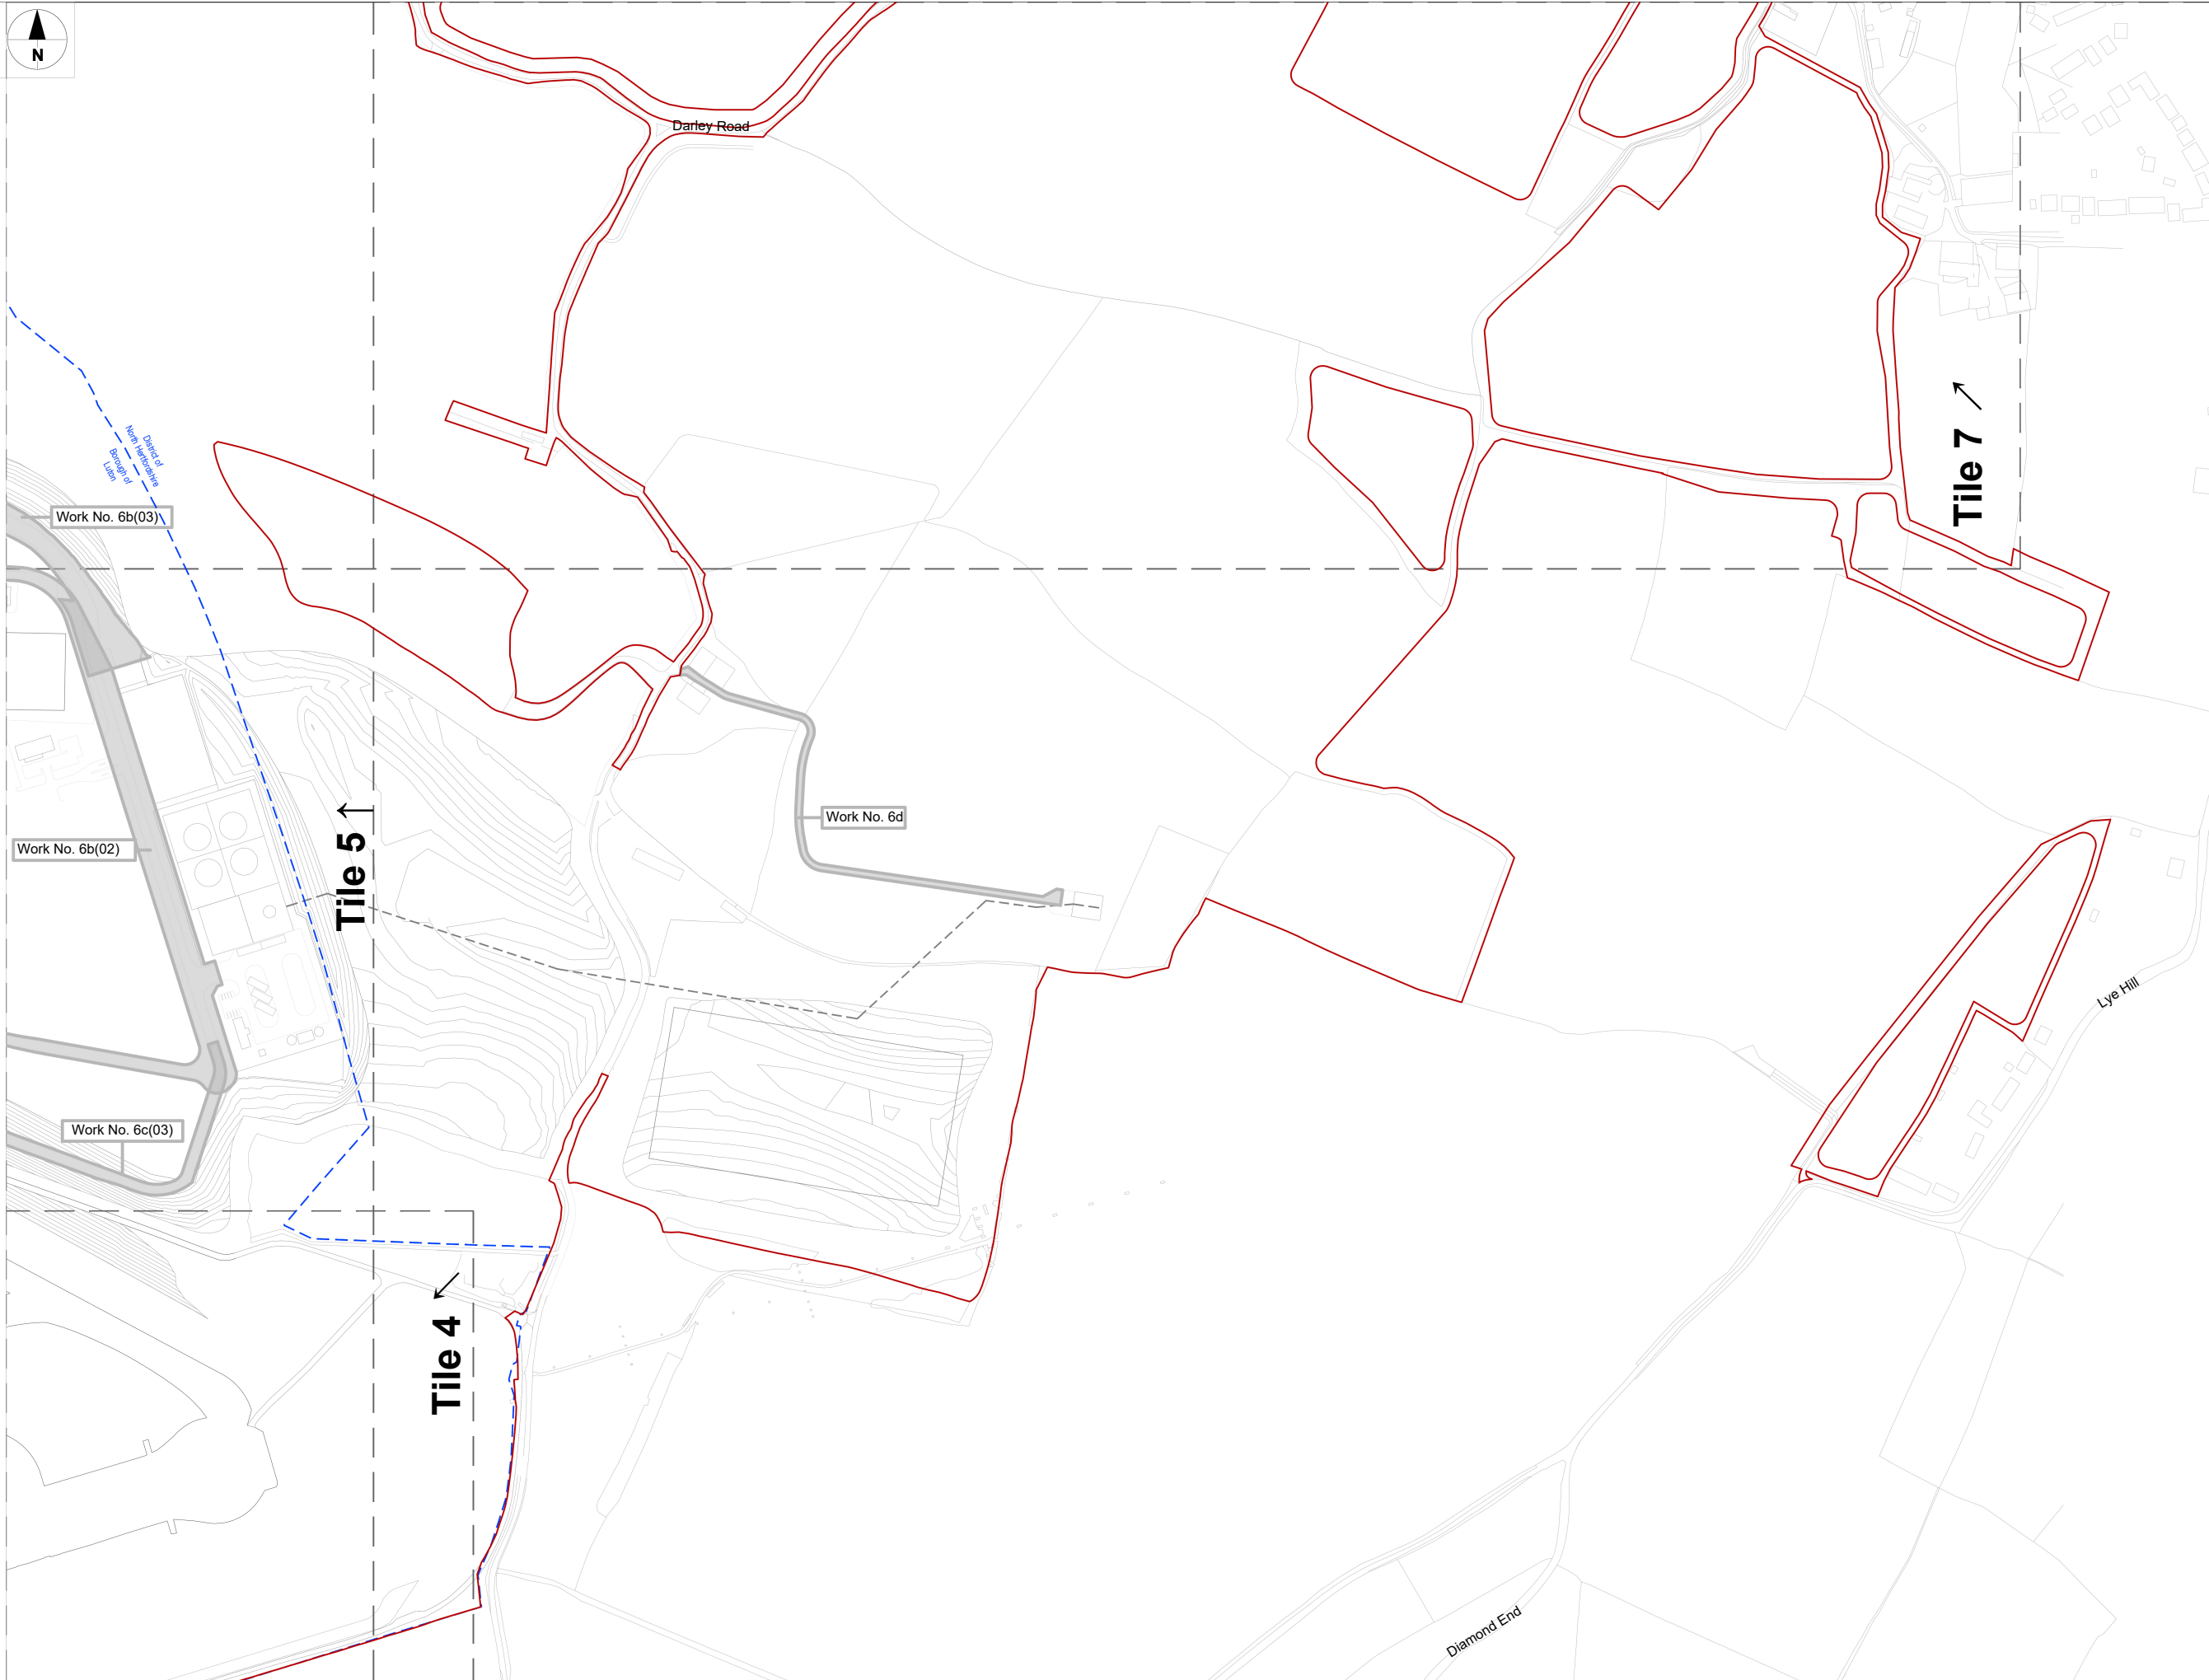 N
Darley Road
District of
North Hertfordshire
Borough of
Luton
Work No. 6b(03)
Tile 7
Work No. 6d
Work No. 6b(02)
Tile 5
Lye Hill
Work No. 6c(03)
Tile 4
Diamond End